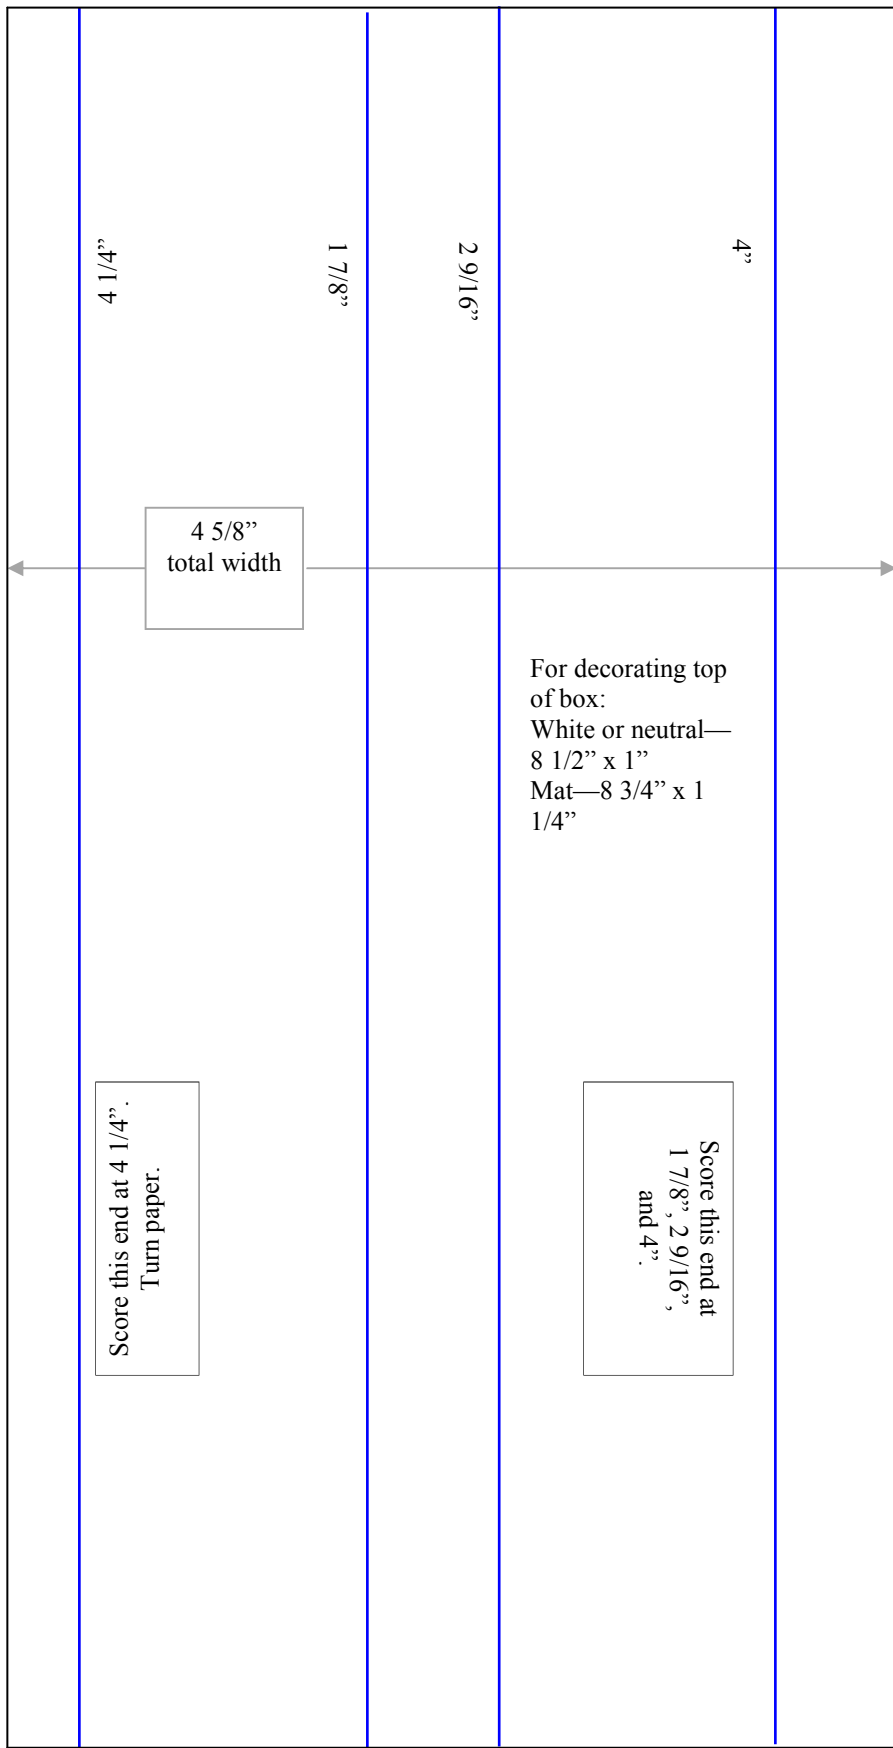 4 1/4”
1 7/8”
2 9/16”
4”
4 5/8”
total width
For decorating top
of box:
White or neutral—
8 1/2” x 1”
Mat—8 3/4” x 1
1/4”
Score this end at 4 1/4”.
Turn paper.
Score this end at
1 7/8”, 2 9/16”,
and 4”.